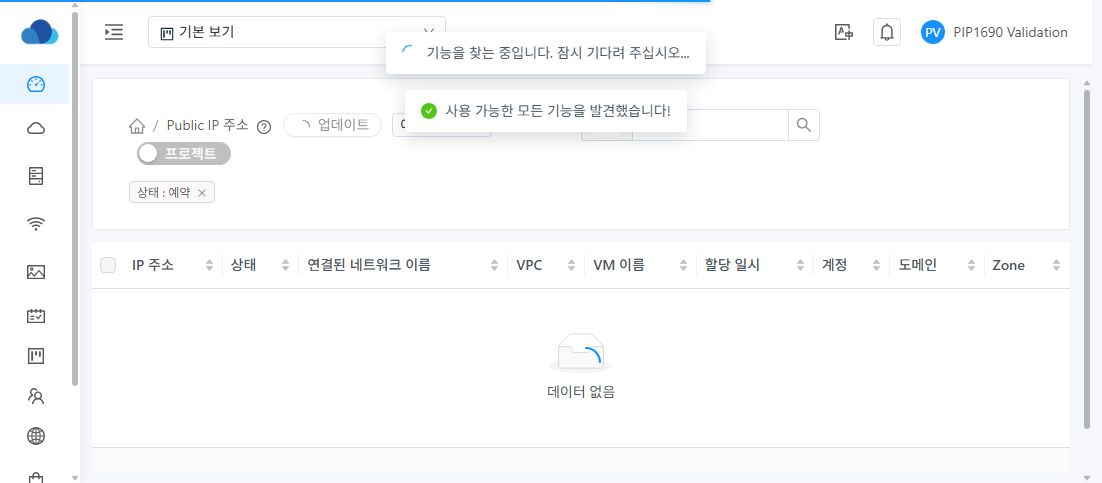 기본 보기
PIP1690 Validation
PV
기능을 찾는 중입니다. 잠시 기다려 주십시오...
사용 가능한 모든 기능을 발견했습니다!
/ Public IP 주소 업데이트
프로젝트
상태 : 예약
IP 주소 상태 연결된 네트워크 이름 VPC VM 이름 할당 일시 계정 도메인 Zone
데이터 없음